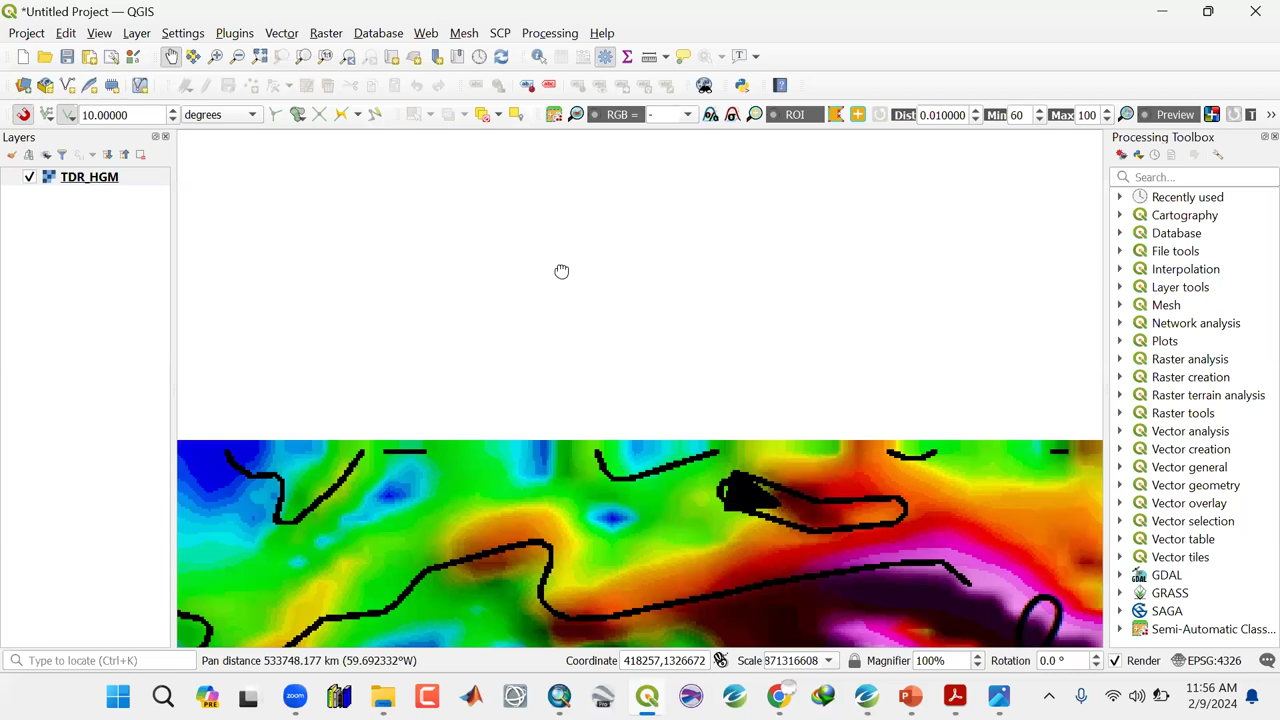 *Untitled Project — QGIS
Project Edit View Layer Settings Plugins Vector Raster Database Web Mesh SCP Processing Help
10.00000 degrees RGB = - ROI Dist 0.010000 Min 60 Max 100 Preview T »
Layers
Processing Toolbox
TDR_HGM
Search...
Recently used
Cartography
Database
File tools
Interpolation
Layer tools
Mesh
Network analysis
Plots
Raster analysis
Raster creation
Raster terrain analysis
Raster tools
Vector analysis
Vector creation
Vector general
Vector geometry
Vector overlay
Vector selection
Vector table
Vector tiles
GDAL
GRASS
SAGA
Semi-Automatic Class...
Type to locate (Ctrl+K) Pan distance 533748.177 km (59.692332°W) Coordinate 418257,1326672 Scale 871316608 Magnifier 100% Rotation 0.0 ° Render EPSG:4326
11:56 AM
2/9/2024